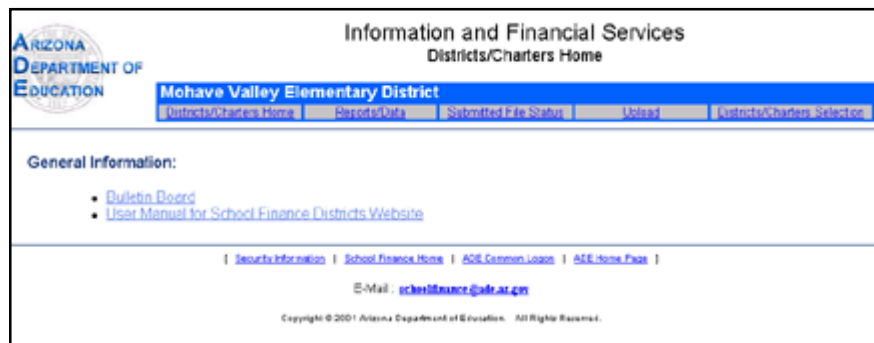 ARIZONA
DEPARTMENT OF
EDUCATION
Information and Financial Services
Districts/Charters Home
Mohave Valley Elementary District
Districts/Charters Home Reports/Data Submitted File Status Upload Districts/Charters Selection
General Information:
• Bulletin Board
• User Manual for School Finance Districts Website
[ Security Information | School Finance Home | ADE Common Logon | ADE Home Page ]
E-Mail : schoolfinance@ade.az.gov
Copyright © 2001 Arizona Department of Education. All Rights Reserved.